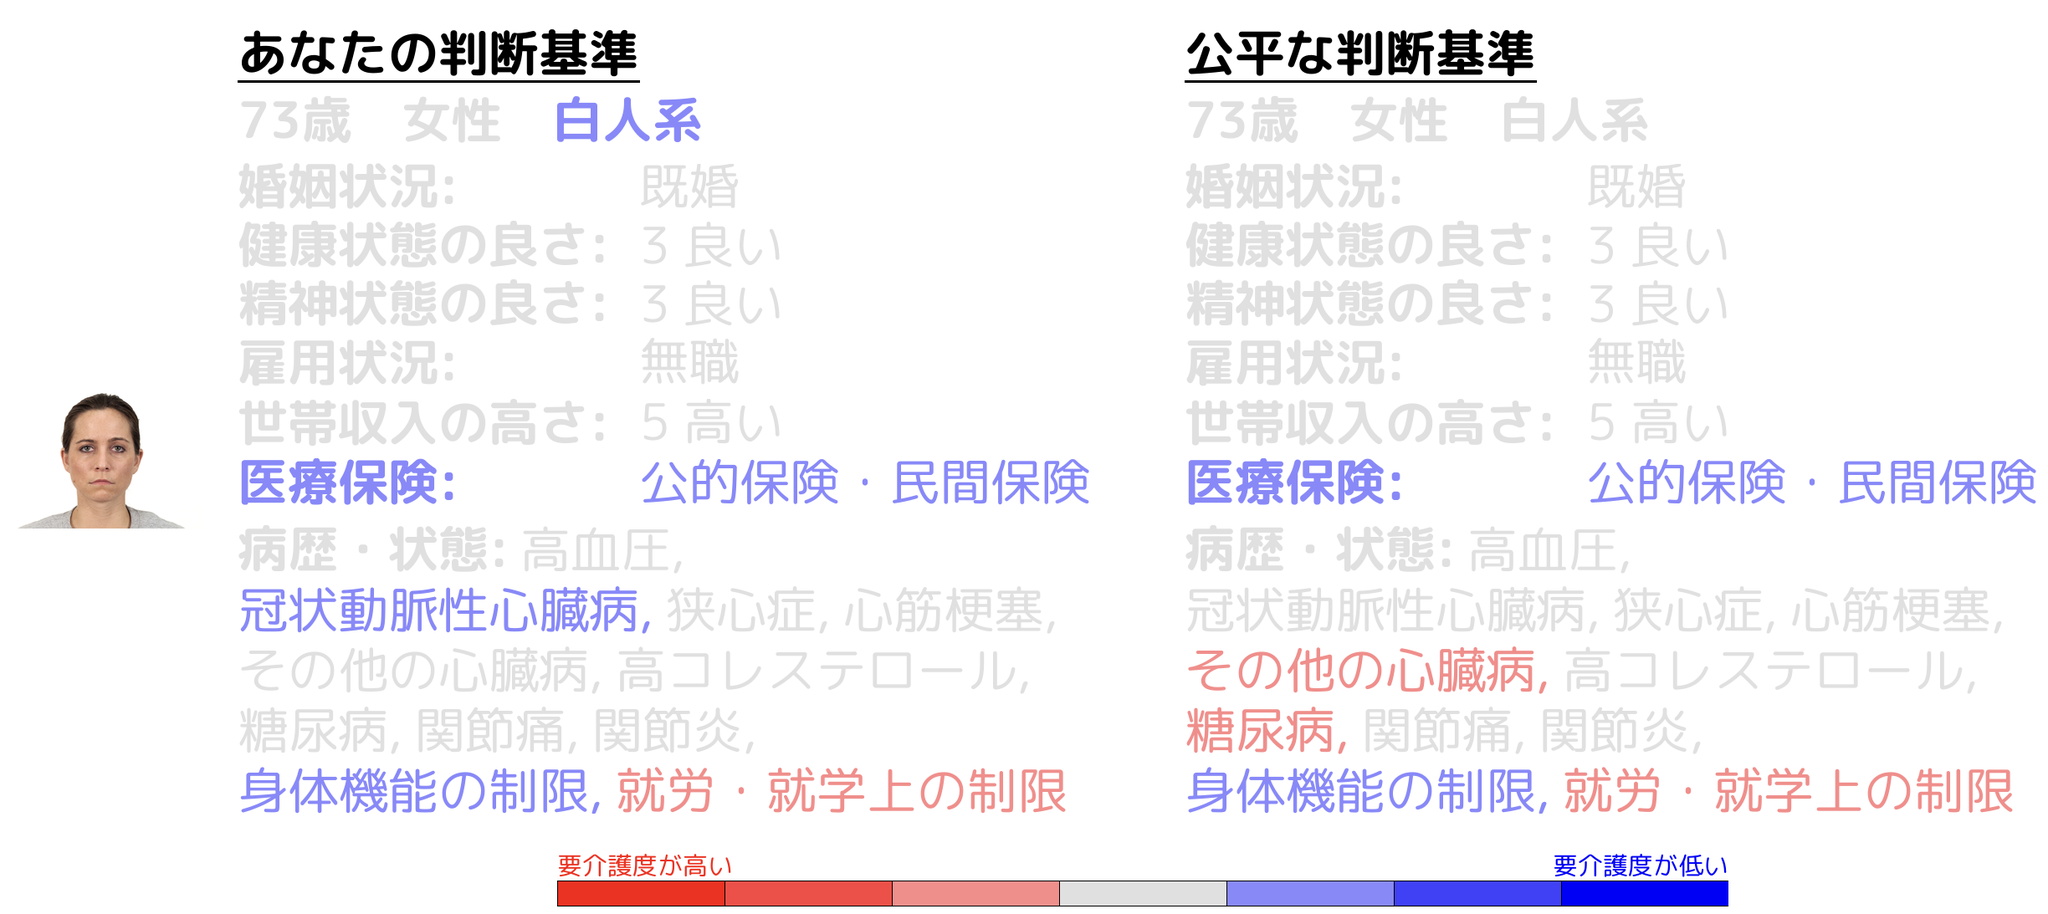 あなたの判断基準
73歳　女性　白人系
婚姻状況: 既婚
健康状態の良さ: 3 良い
精神状態の良さ: 3 良い
雇用状況: 無職
世帯収入の高さ: 5 高い
医療保険: 公的保険・民間保険
病歴・状態: 高血圧,
冠状動脈性心臓病, 狭心症, 心筋梗塞,
その他の心臓病, 高コレステロール,
糖尿病, 関節痛, 関節炎,
身体機能の制限, 就労・就学上の制限
公平な判断基準
73歳　女性　白人系
婚姻状況: 既婚
健康状態の良さ: 3 良い
精神状態の良さ: 3 良い
雇用状況: 無職
世帯収入の高さ: 5 高い
医療保険: 公的保険・民間保険
病歴・状態: 高血圧,
冠状動脈性心臓病, 狭心症, 心筋梗塞,
その他の心臓病, 高コレステロール,
糖尿病, 関節痛, 関節炎,
身体機能の制限, 就労・就学上の制限
要介護度が高い
要介護度が低い